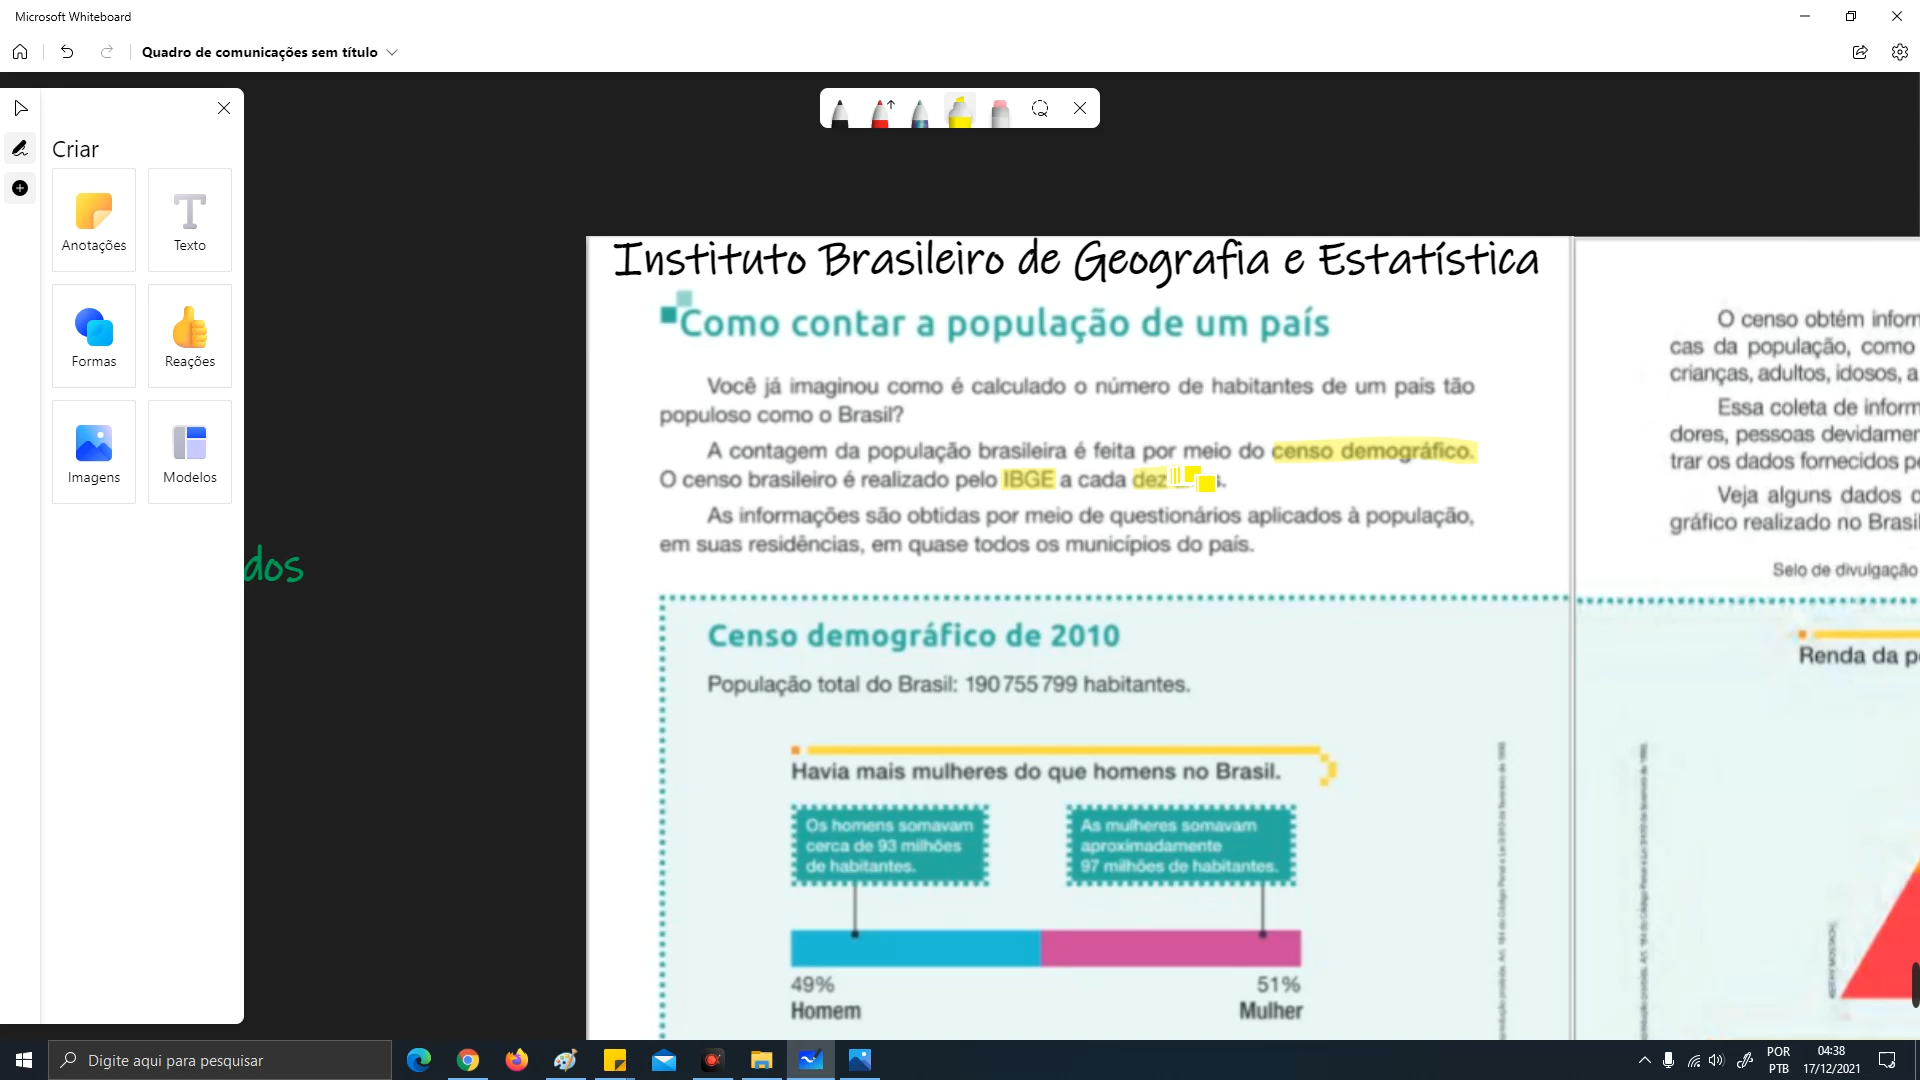 Microsoft Whiteboard
Quadro de comunicações sem título
Criar
Anotações
Texto
Formas
Reações
Imagens
Modelos
dos
Instituto Brasileiro de Geografia e Estatística
Como contar a população de um país
Você já imaginou como é calculado o número de habitantes de um país tão
populoso como o Brasil?
A contagem da população brasileira é feita por meio do censo demográfico.
O censo brasileiro é realizado pelo IBGE a cada dez s.
As informações são obtidas por meio de questionários aplicados à população,
em suas residências, em quase todos os municípios do país.
Censo demográfico de 2010
População total do Brasil: 190 755 799 habitantes.
Havia mais mulheres do que homens no Brasil.
Os homens somavam
cerca de 93 milhões
de habitantes.
As mulheres somavam
aproximadamente
97 milhões de habitantes.
49%
Homem
51%
Mulher
O censo obtém inform
cas da população, como
crianças, adultos, idosos, a
Essa coleta de inform
dores, pessoas devidamen
trar os dados fornecidos pe
Veja alguns dados o
gráfico realizado no Brasil
Selo de divulgação
Renda da p
Digite aqui para pesquisar
POR
PTB
04:38
17/12/2021